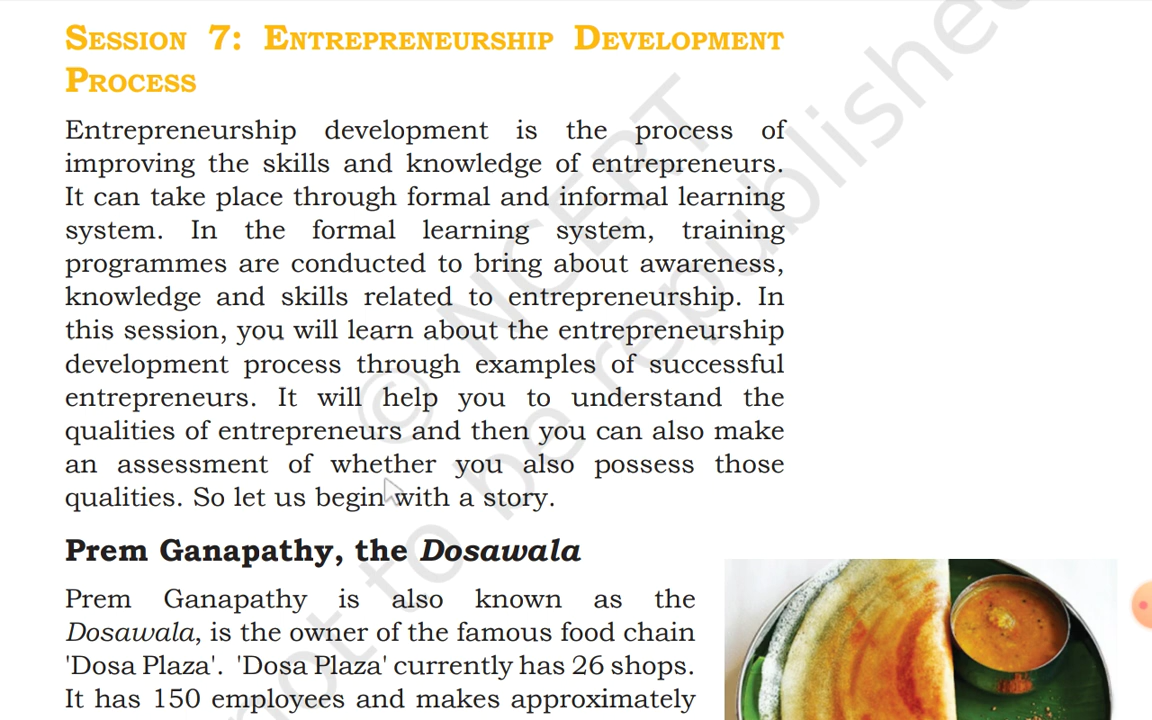 SESSION 7: ENTREPRENEURSHIP DEVELOPMENT
PROCESS
Entrepreneurship development is the process of
improving the skills and knowledge of entrepreneurs.
It can take place through formal and informal learning
system. In the formal learning system, training
programmes are conducted to bring about awareness,
knowledge and skills related to entrepreneurship. In
this session, you will learn about the entrepreneurship
development process through examples of successful
entrepreneurs. It will help you to understand the
qualities of entrepreneurs and then you can also make
an assessment of whether you also possess those
qualities. So let us begin with a story.
Prem Ganapathy, the Dosawala
Prem Ganapathy is also known as the
Dosawala, is the owner of the famous food chain
'Dosa Plaza'. 'Dosa Plaza' currently has 26 shops.
It has 150 employees and makes approximately
© NCERT
not to be republished